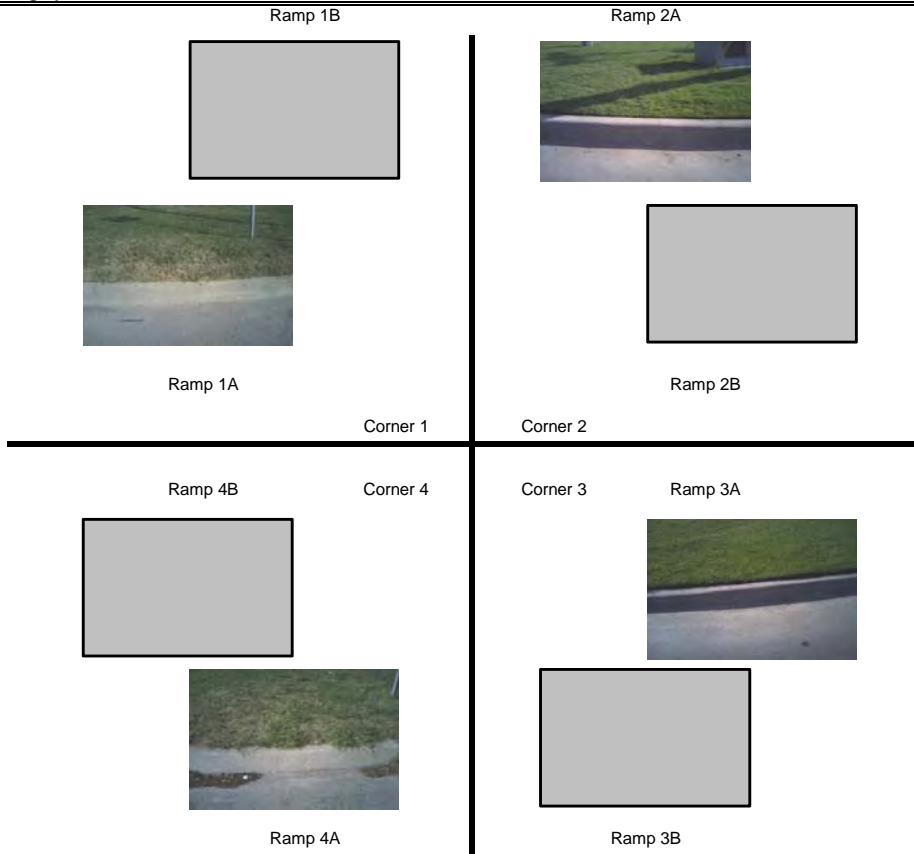 Ramp 1B
Ramp 2A
Ramp 1A
Ramp 2B
Corner 1
Corner 2
Ramp 4B
Corner 4
Corner 3
Ramp 3A
Ramp 4A
Ramp 3B